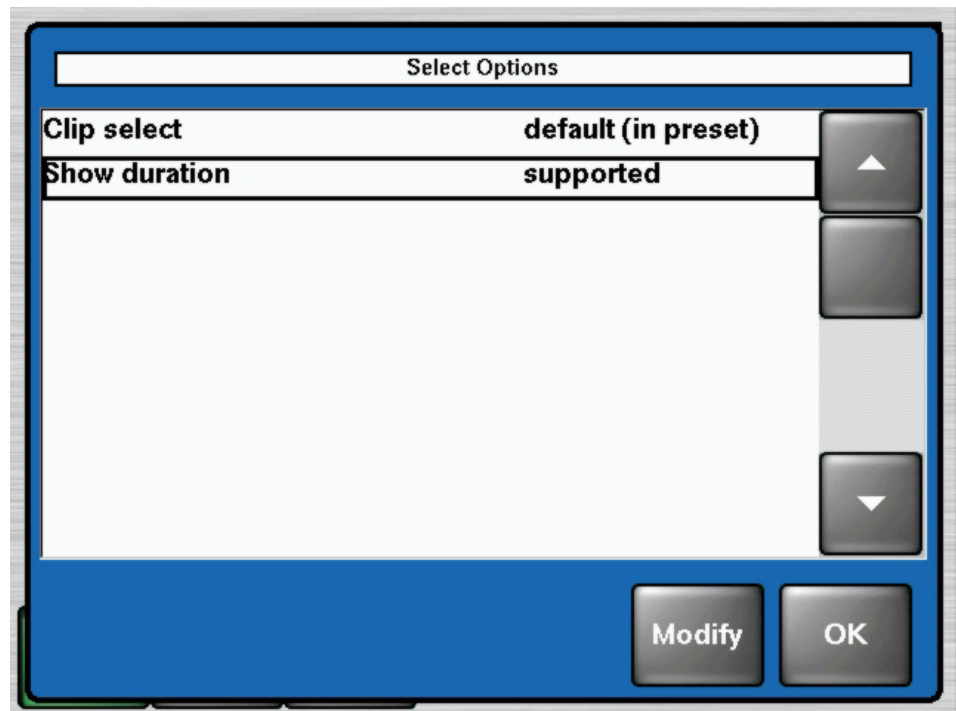 Select Options
Clip select default (in preset)
Show duration supported
Modify OK